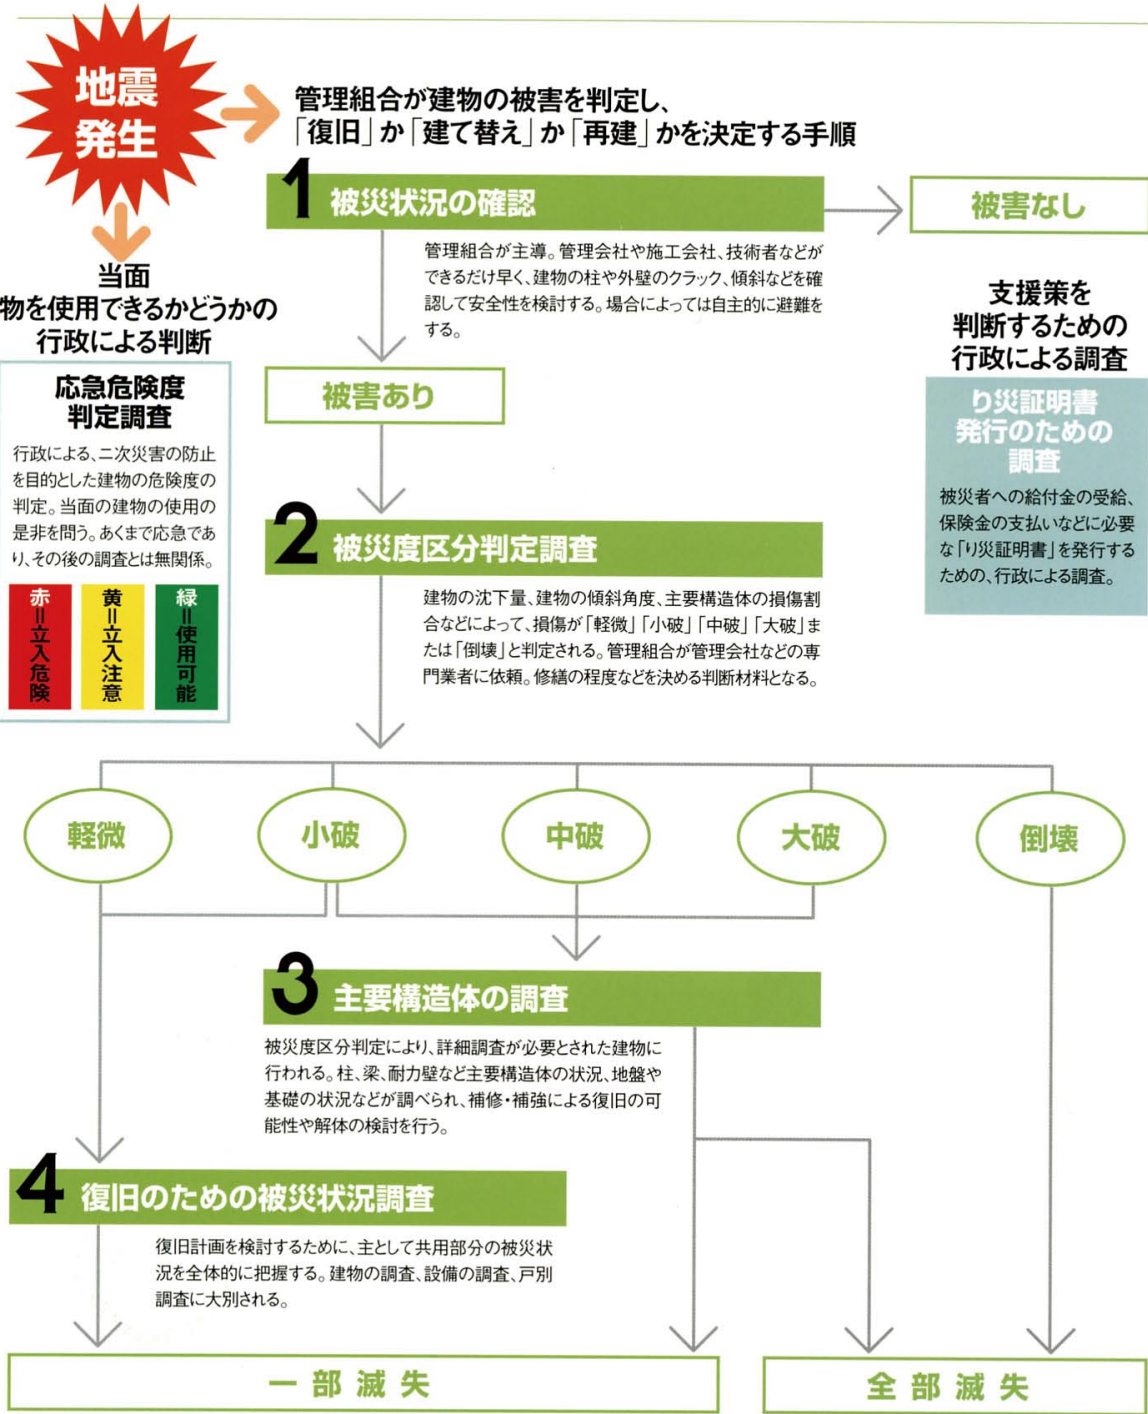 地震
発生
管理組合が建物の被害を判定し、
「復旧」か「建て替え」か「再建」かを決定する手順
1 被災状況の確認
被害なし
管理組合が主導。管理会社や施工会社、技術者などが
できるだけ早く、建物の柱や外壁のクラック、傾斜などを確
認して安全性を検討する。場合によっては自主的に避難を
する。
当面
物を使用できるかどうかの
行政による判断
応急危険度
判定調査
行政による、二次災害の防止
を目的とした建物の危険度の
判定。当面の建物の使用の
是非を問う。あくまで応急であ
り、その後の調査とは無関係。
赤=立入危険
黄=立入注意
緑=使用可能
支援策を
判断するための
行政による調査
り災証明書
発行のための
調査
被災者への給付金の受給、
保険金の支払いなどに必要
な「り災証明書」を発行する
ための、行政による調査。
被害あり
2 被災度区分判定調査
建物の沈下量、建物の傾斜角度、主要構造体の損傷割
合などによって、損傷が「軽微」「小破」「中破」「大破」ま
たは「倒壊」と判定される。管理組合が管理会社などの専
門業者に依頼。修繕の程度などを決める判断材料となる。
軽微
小破
中破
大破
倒壊
3 主要構造体の調査
被災度区分判定により、詳細調査が必要とされた建物に
行われる。柱、梁、耐力壁など主要構造体の状況、地盤や
基礎の状況などが調べられ、補修・補強による復旧の可
能性や解体の検討を行う。
4 復旧のための被災状況調査
復旧計画を検討するために、主として共用部分の被災状
況を全体的に把握する。建物の調査、設備の調査、戸別
調査に大別される。
一部滅失
全部滅失